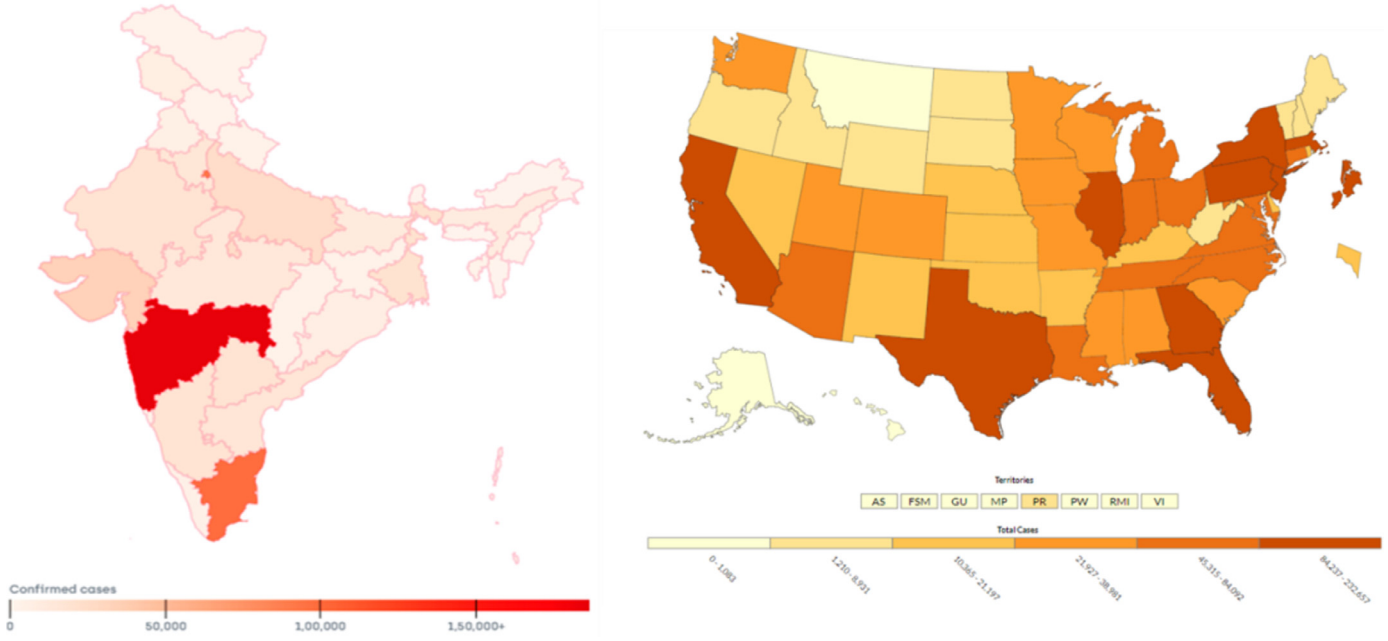 Confirmed cases
0 50,000 1,00,000 1,50,000+
Territories
AS FSM GU MP PR PW RMI VI
Total Cases
0 - 1,083 1,210 - 8,931 10,365 - 21,197 21,927 - 38,981 45,315 - 84,092 84,237 - 232,657